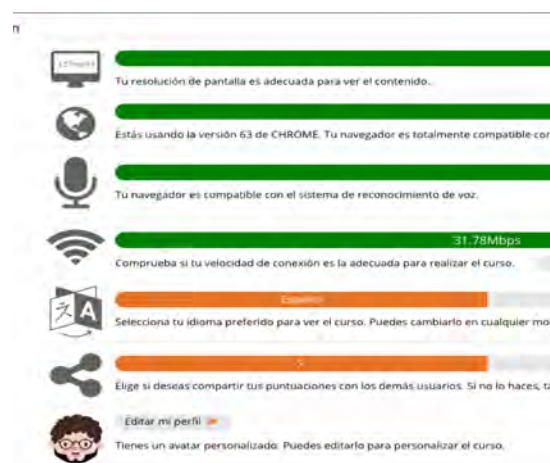 n
Tu resolución de pantalla es adecuada para ver el contenido.
Estás usando la versión 63 de CHROME. Tu navegador es totalmente compatible con
Tu navegador es compatible con el sistema de reconocimiento de voz.
31.78Mbps
Comprueba si tu velocidad de conexión es la adecuada para realizar el curso.
Español
Selecciona tu idioma preferido para ver el curso. Puedes cambiarlo en cualquier mo
Elige si deseas compartir tus puntuaciones con los demás usuarios. Si no lo haces, ta
Editar mi perfil
Tienes un avatar personalizado. Puedes editarlo para personalizar el curso.